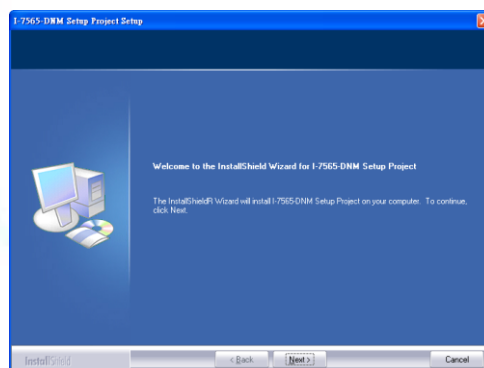 I-7565-DNM Setup Project Setup
Welcome to the InstallShield Wizard for I-7565-DNM Setup Project
The InstallShieldR Wizard will install I-7565-DNM Setup Project on your computer. To continue,
click Next.
InstallShield
< Back Next > Cancel